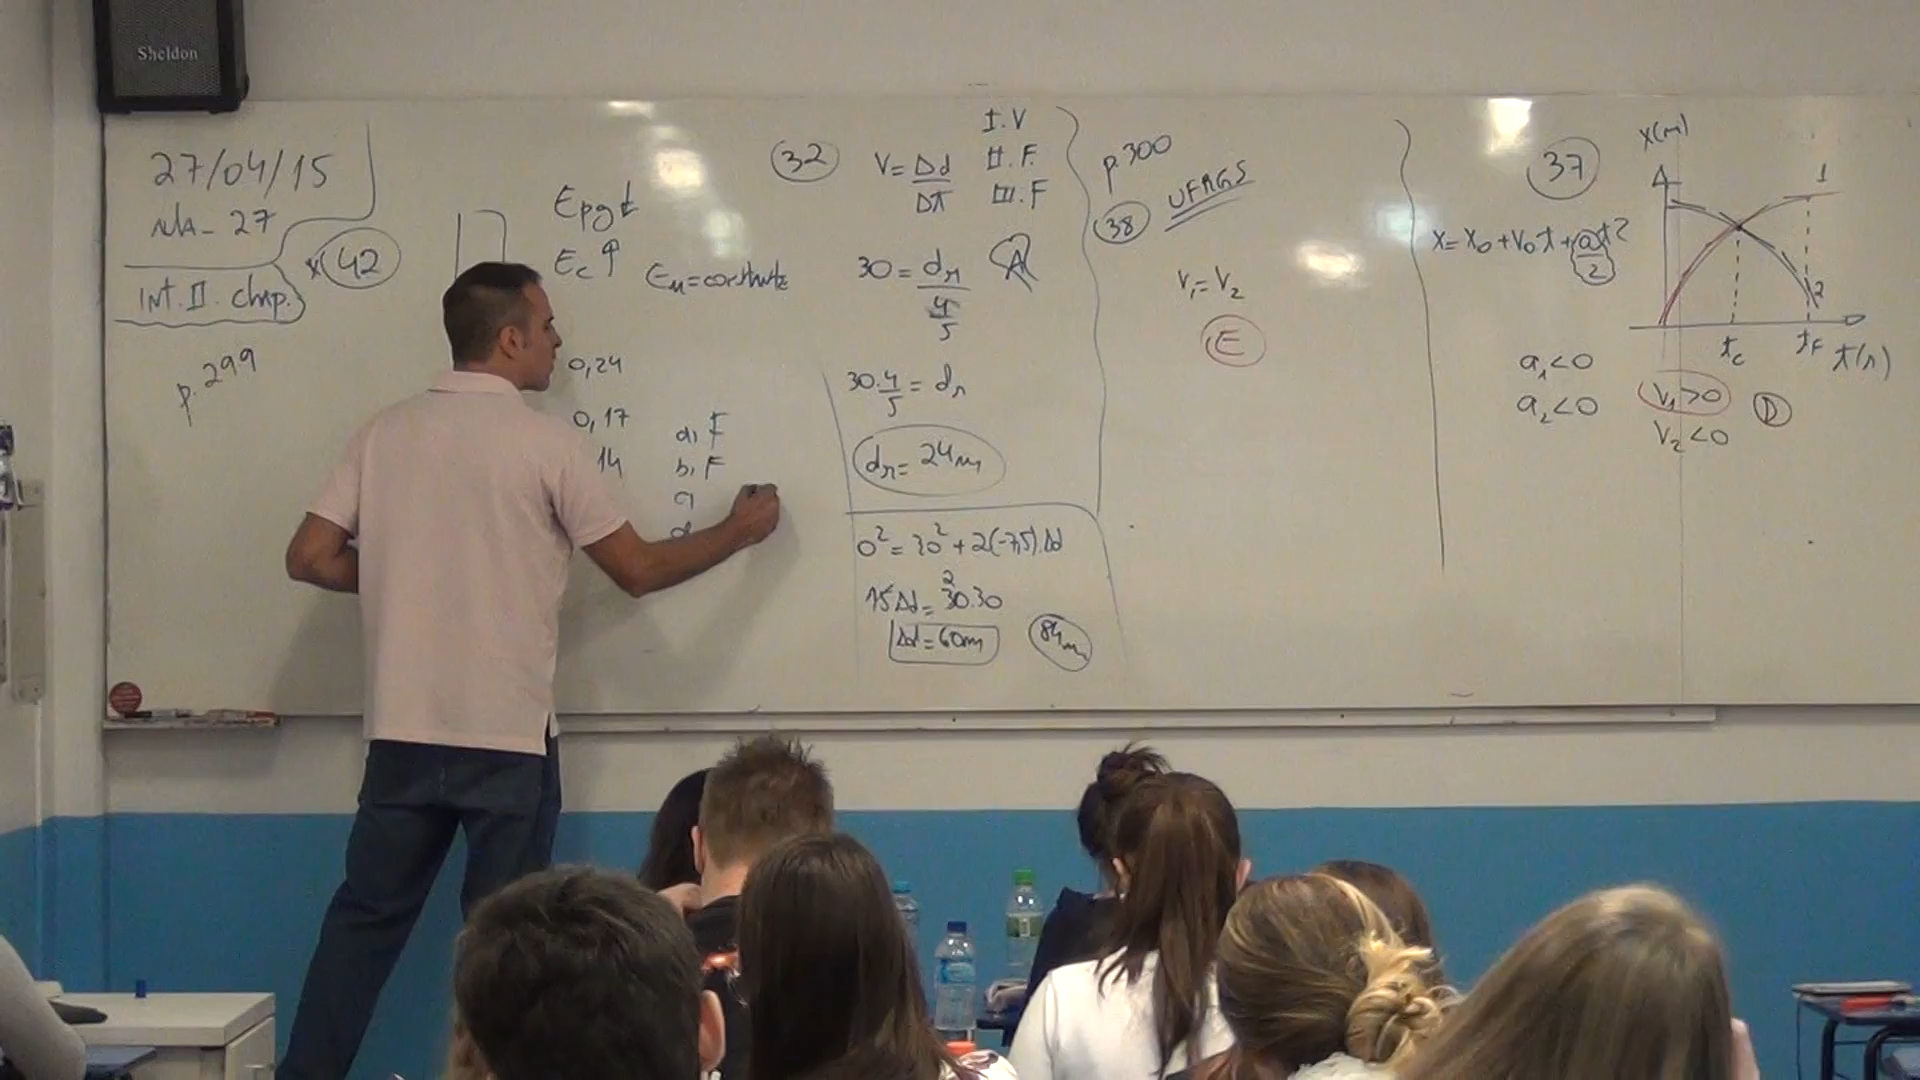 Sheldon
27/04/15
27
Int. II. chap.
p. 299
x(42
Epg↓
Ec↑
Em=constante
0,24
0,17
14
a) F
b) F
c)
d
32
V = Δd
Δt
I. V
II. F.
III. F
30 = dr
4
5
A
30.4 = dr
5
dr = 24m
0² = 30² + 2(-7,5).Δd
15Δd = 30.30
2
Δd = 60m
84m
p.300
UFRGS
38
V₁ = V₂
E
37
x = x₀ + v₀t + at²
2
a₁<0
a₂<0
x(m)
1
2
tc
tF
t(s)
V₁>0
V₂<0
D